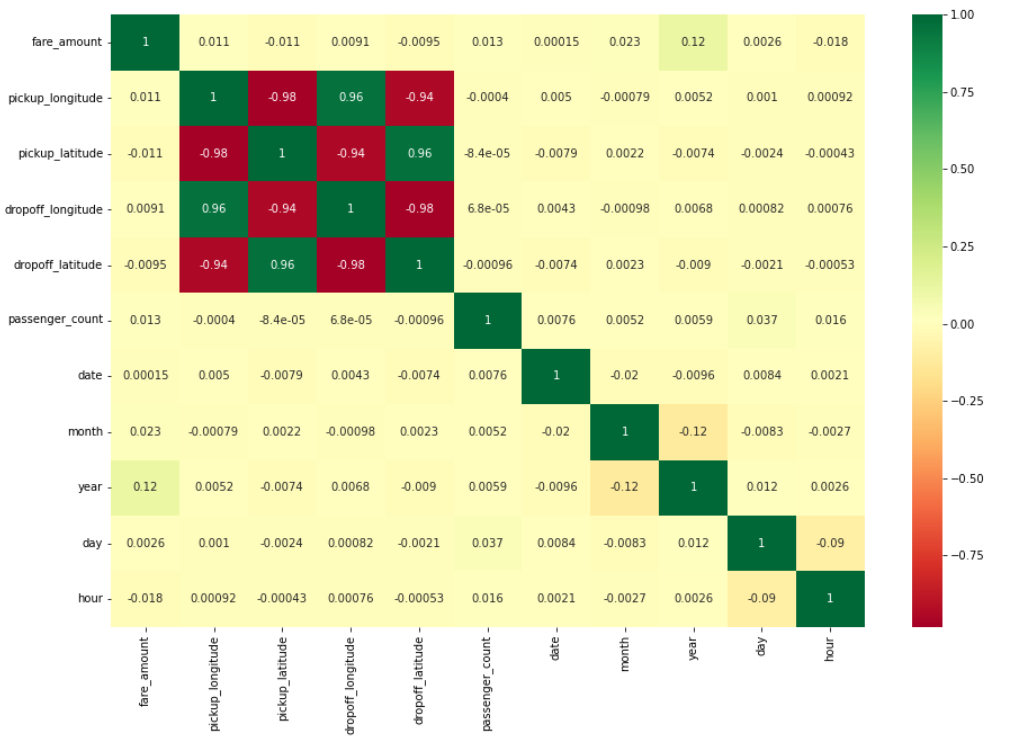 fare_amount 1 0.011 -0.011 0.0091 -0.0095 0.013 0.00015 0.023 0.12 0.0026 -0.018
pickup_longitude 0.011 1 -0.98 0.96 -0.94 -0.0004 0.005 -0.00079 0.0052 0.001 0.00092
pickup_latitude -0.011 -0.98 1 -0.94 0.96 -8.4e-05 -0.0079 0.0022 -0.0074 -0.0024 -0.00043
dropoff_longitude 0.0091 0.96 -0.94 1 -0.98 6.8e-05 0.0043 -0.00098 0.0068 0.00082 0.00076
dropoff_latitude -0.0095 -0.94 0.96 -0.98 1 -0.00096 -0.0074 0.0023 -0.009 -0.0021 -0.00053
passenger_count 0.013 -0.0004 -8.4e-05 6.8e-05 -0.00096 1 0.0076 0.0052 0.0059 0.037 0.016
date 0.00015 0.005 -0.0079 0.0043 -0.0074 0.0076 1 -0.02 -0.0096 0.0084 0.0021
month 0.023 -0.00079 0.0022 -0.00098 0.0023 0.0052 -0.02 1 -0.12 -0.0083 -0.0027
year 0.12 0.0052 -0.0074 0.0068 -0.009 0.0059 -0.0096 -0.12 1 0.012 0.0026
day 0.0026 0.001 -0.0024 0.00082 -0.0021 0.037 0.0084 -0.0083 0.012 1 -0.09
hour -0.018 0.00092 -0.00043 0.00076 -0.00053 0.016 0.0021 -0.0027 0.0026 -0.09 1
fare_amount
pickup_longitude
pickup_latitude
dropoff_longitude
dropoff_latitude
passenger_count
date
month
year
day
hour
1.00
0.75
0.50
0.25
0.00
−0.25
−0.50
−0.75